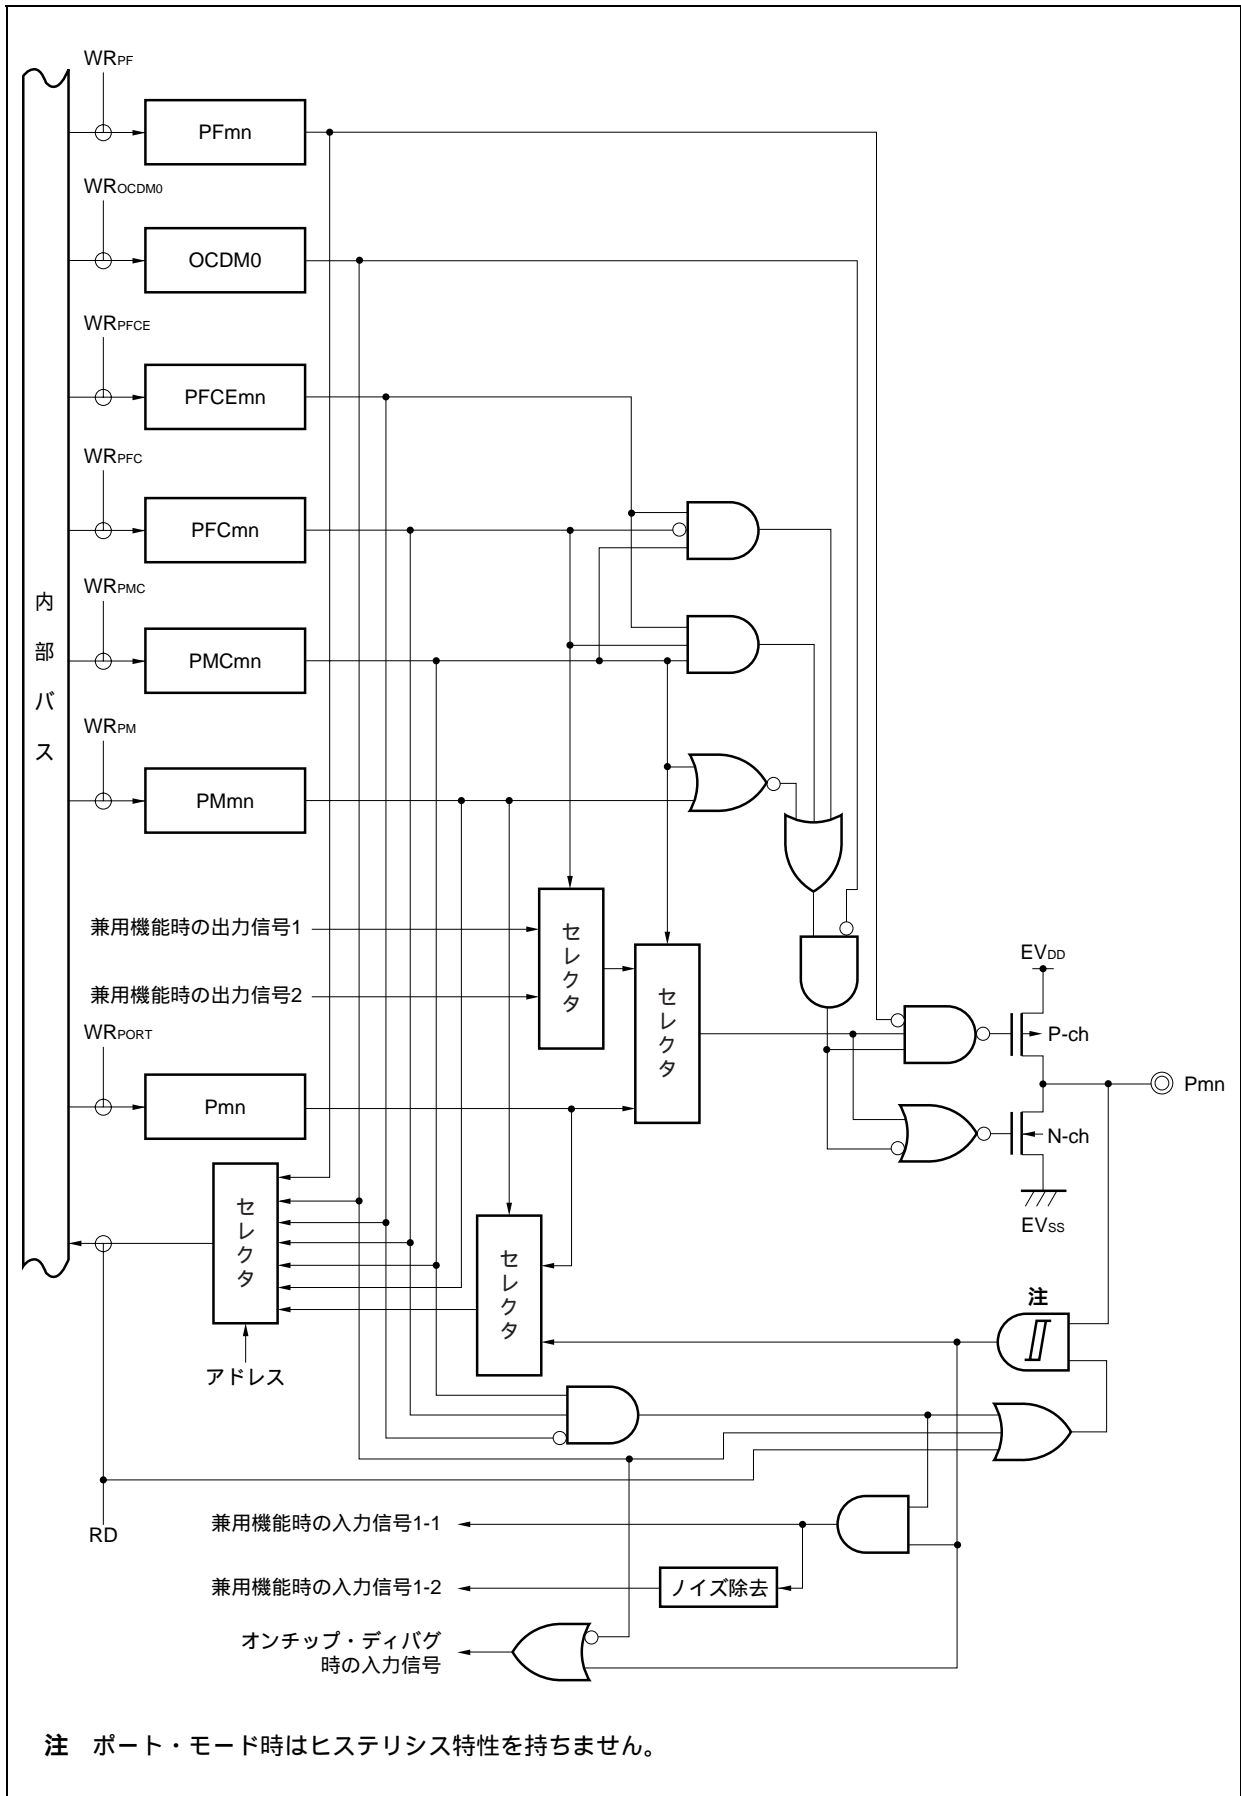 WRPF
PFmn
WROCDM0
OCDM0
WRPFCE
PFCEmn
WRPFC
PFCmn
WRPMC
PMCmn
WRPM
PMmn
内部バス
兼用機能時の出力信号1
兼用機能時の出力信号2
セレクタ
セレクタ
WRPORT
Pmn
EVDD
P-ch
Pmn
N-ch
EVSS
セレクタ
セレクタ
アドレス
注
RD
兼用機能時の入力信号1-1
兼用機能時の入力信号1-2
ノイズ除去
オンチップ・ディバグ
時の入力信号
注 ポート・モード時はヒステリシス特性を持ちません。